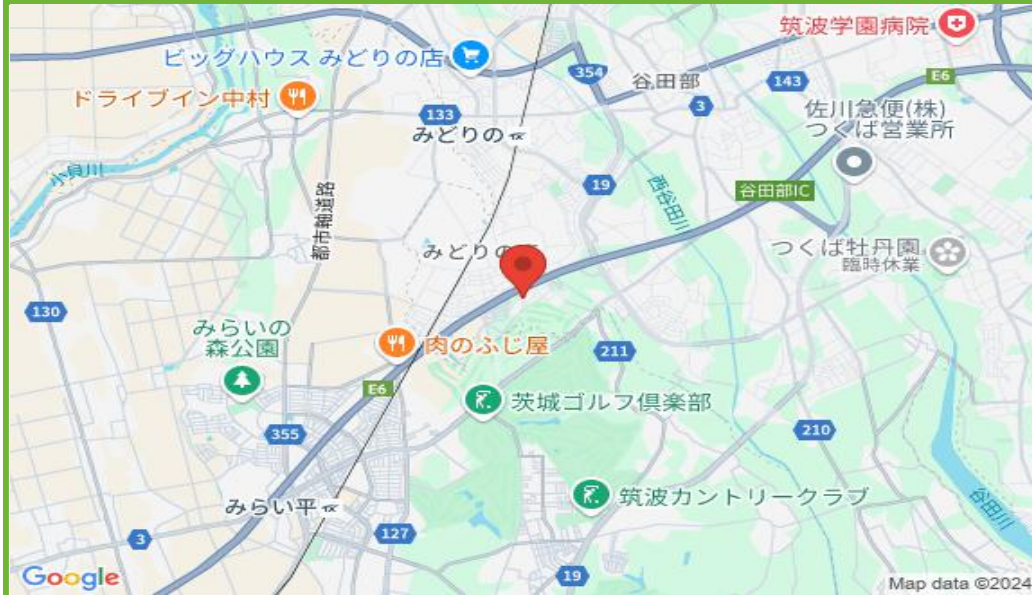 筑波学園病院
ビッグハウス みどりの店
354
谷田部
143
E6
ドライブイン中村
133
3
佐川急便(株)
つくば営業所
みどりの
小貝川
19
西谷田川
谷田部IC
都市軸道路
みどりの
つくば牡丹園
臨時休業
130
みらいの
森公園
肉のふじ屋
211
E6
茨城ゴルフ倶楽部
355
210
筑波カントリークラブ
みらい平
127
谷田川
3
19
Google
Map data ©2024